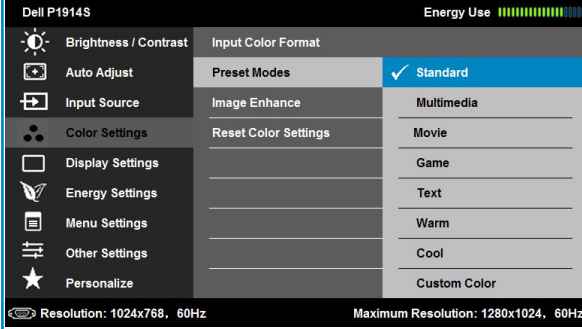 Dell P1914S Energy Use
Brightness / Contrast Input Color Format
Auto Adjust Preset Modes Standard
Input Source Image Enhance Multimedia
Color Settings Reset Color Settings Movie
Display Settings Game
Energy Settings Text
Menu Settings Warm
Other Settings Cool
Personalize Custom Color
Resolution: 1024x768, 60Hz Maximum Resolution: 1280x1024, 60Hz